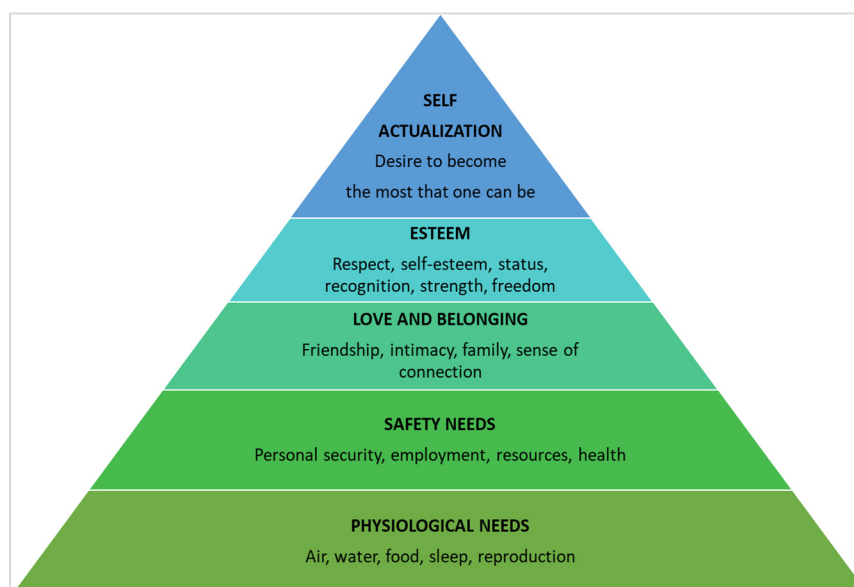 SELF
ACTUALIZATION
Desire to become
the most that one can be
ESTEEM
Respect, self-esteem, status,
recognition, strength, freedom
LOVE AND BELONGING
Friendship, intimacy, family, sense of
connection
SAFETY NEEDS
Personal security, employment, resources, health
PHYSIOLOGICAL NEEDS
Air, water, food, sleep, reproduction